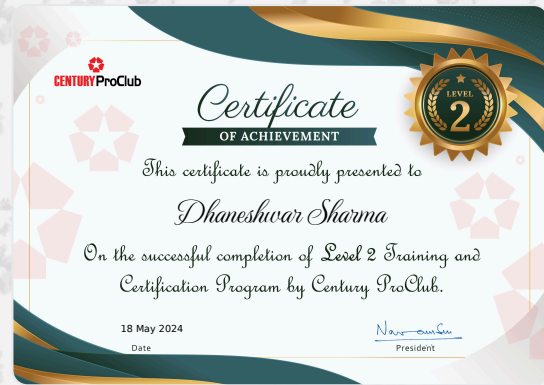 CENTURY ProClub
LEVEL
2
Certificate
OF ACHIEVEMENT
This certificate is proudly presented to
Dhaneshwar Sharma
On the successful completion of Level 2 Training and
Certification Program by Century ProClub.
18 May 2024
Date
President